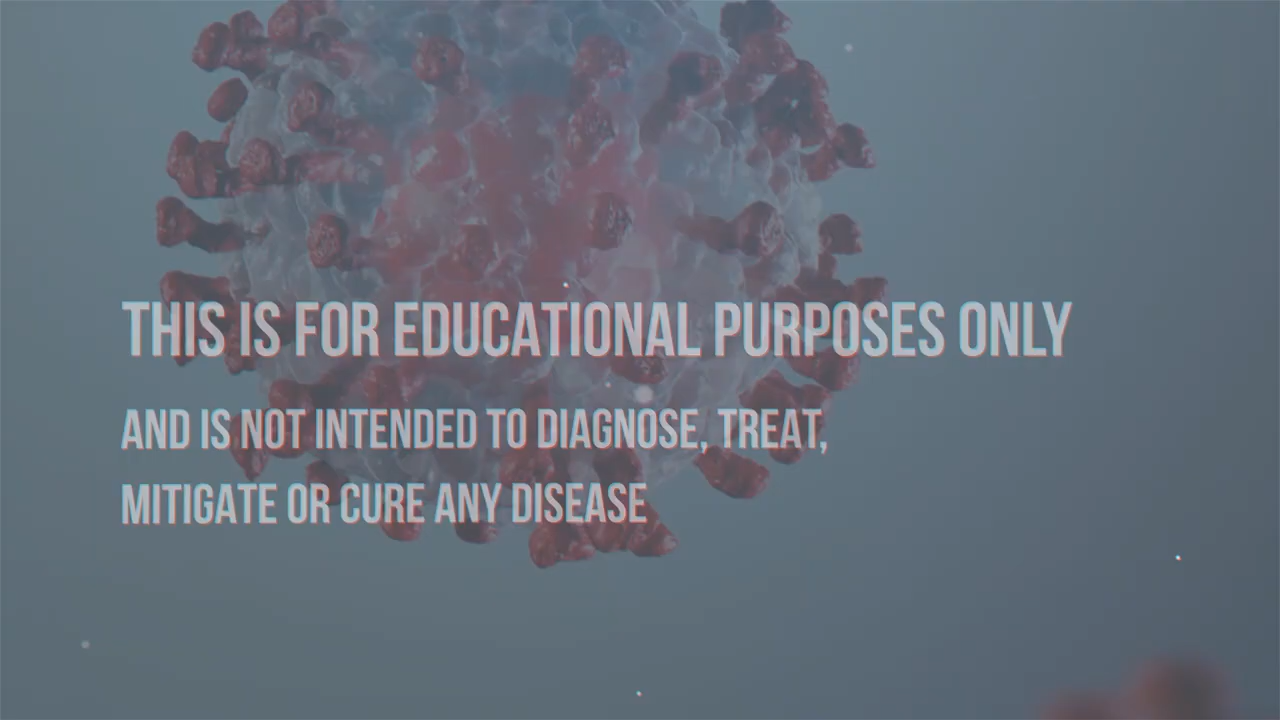 THIS IS FOR EDUCATIONAL PURPOSES ONLY
AND IS NOT INTENDED TO DIAGNOSE, TREAT,
MITIGATE OR CURE ANY DISEASE